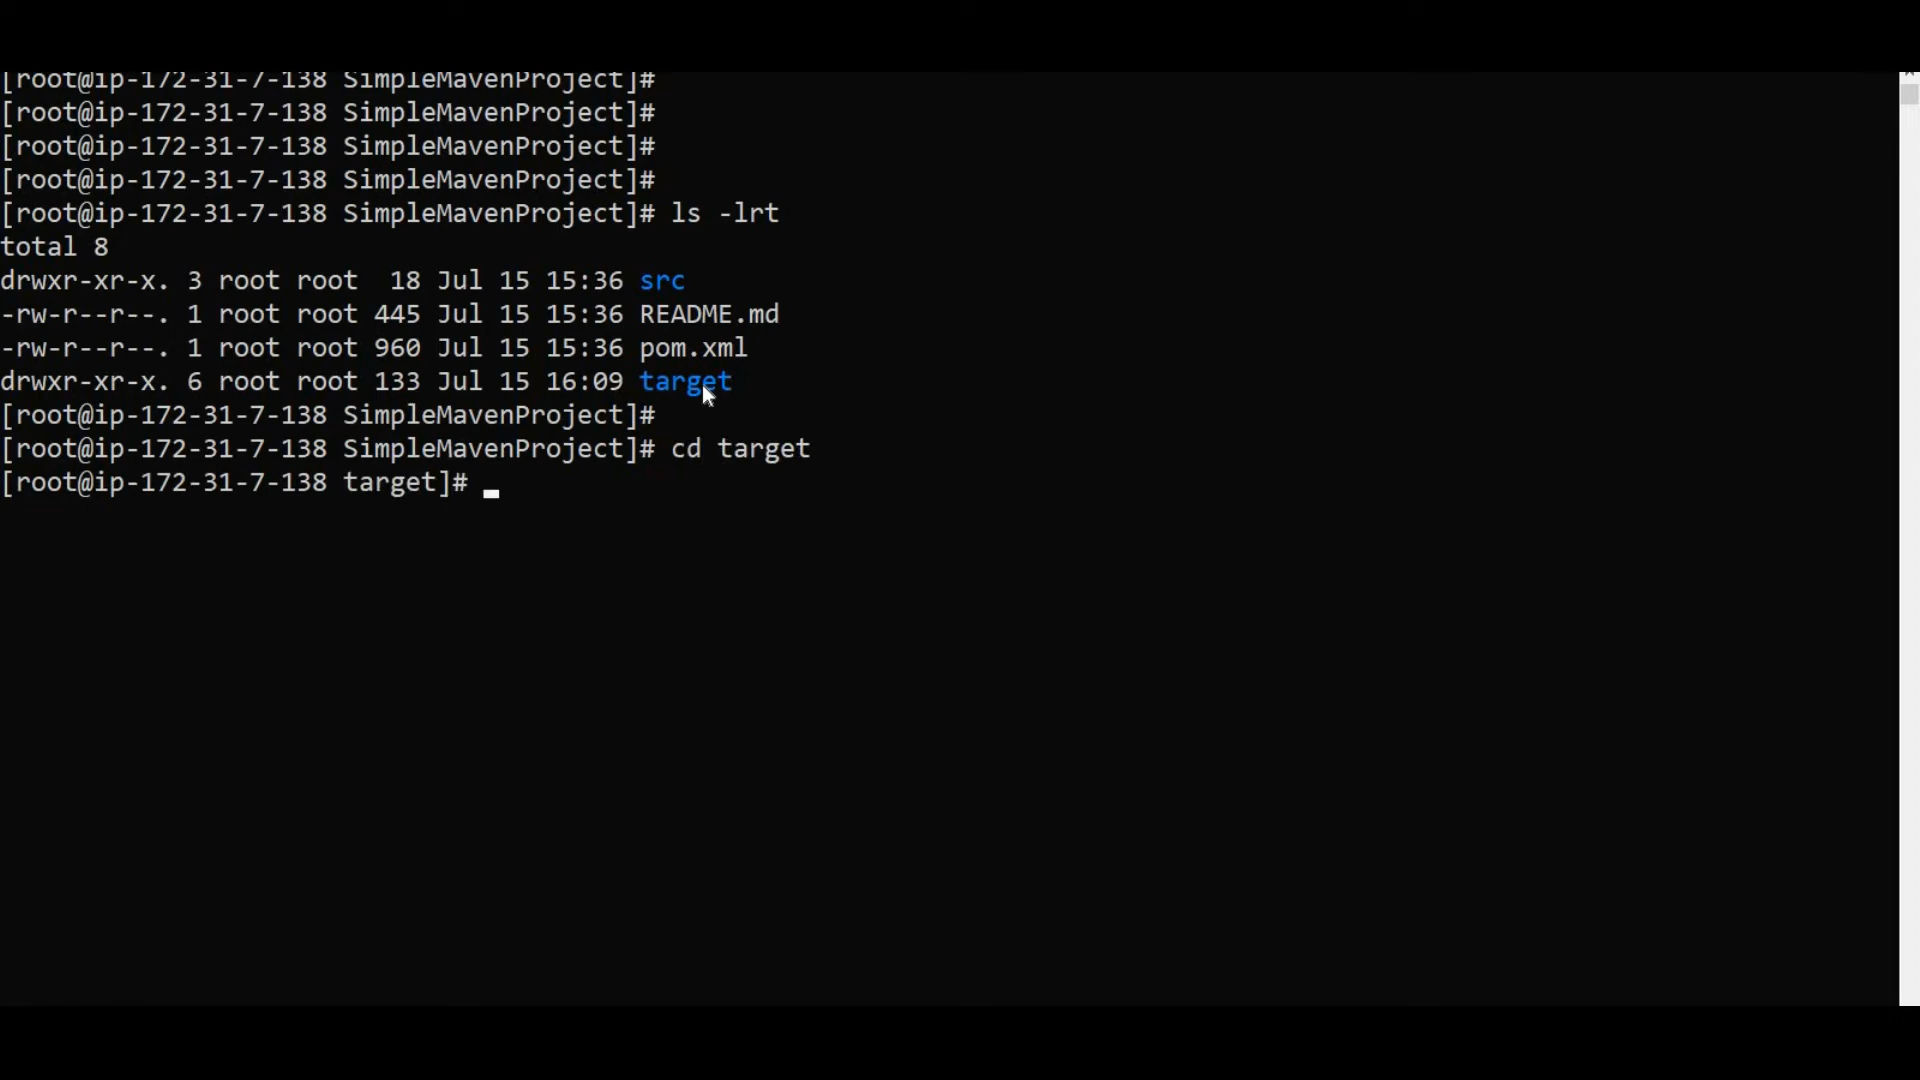 [root@ip-172-31-7-138 SimpleMavenProject]#
[root@ip-172-31-7-138 SimpleMavenProject]#
[root@ip-172-31-7-138 SimpleMavenProject]#
[root@ip-172-31-7-138 SimpleMavenProject]#
[root@ip-172-31-7-138 SimpleMavenProject]# ls -lrt
total 8
drwxr-xr-x. 3 root root  18 Jul 15 15:36 src
-rw-r--r--. 1 root root 445 Jul 15 15:36 README.md
-rw-r--r--. 1 root root 960 Jul 15 15:36 pom.xml
drwxr-xr-x. 6 root root 133 Jul 15 16:09 target
[root@ip-172-31-7-138 SimpleMavenProject]#
[root@ip-172-31-7-138 SimpleMavenProject]# cd target
[root@ip-172-31-7-138 target]#